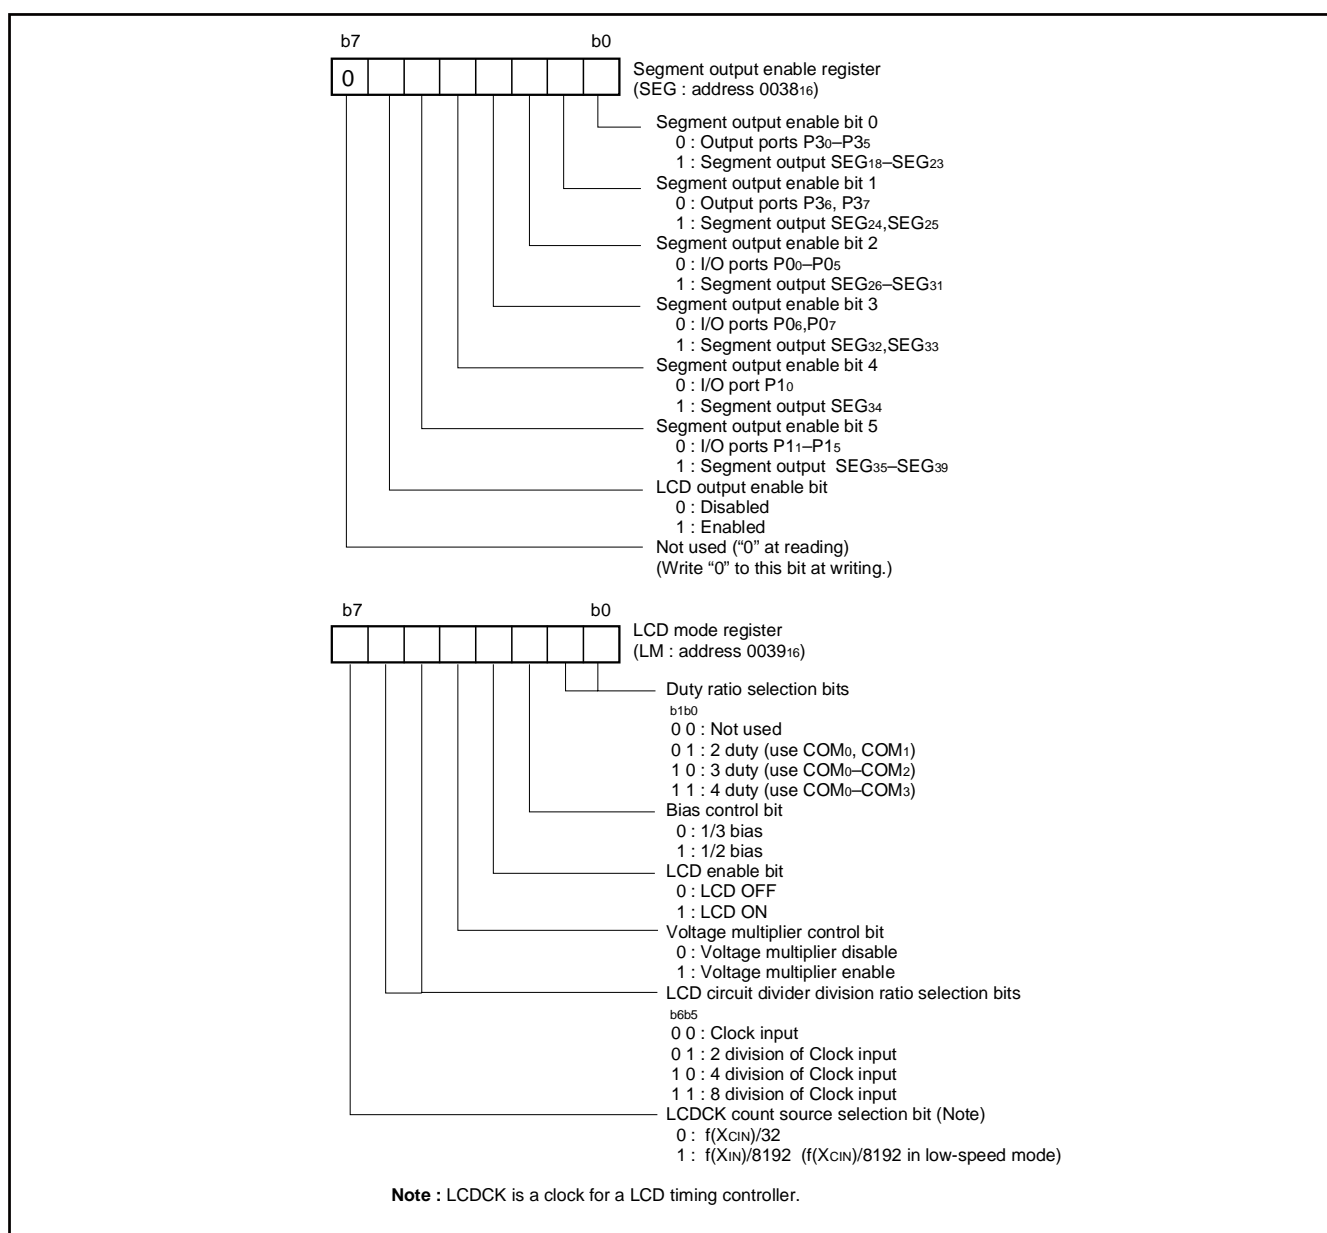 b7 b0
0
Segment output enable register
(SEG : address 003816)
Segment output enable bit 0
0 : Output ports P30–P35
1 : Segment output SEG18–SEG23
Segment output enable bit 1
0 : Output ports P36, P37
1 : Segment output SEG24,SEG25
Segment output enable bit 2
0 : I/O ports P00–P05
1 : Segment output SEG26–SEG31
Segment output enable bit 3
0 : I/O ports P06,P07
1 : Segment output SEG32,SEG33
Segment output enable bit 4
0 : I/O port P10
1 : Segment output SEG34
Segment output enable bit 5
0 : I/O ports P11–P15
1 : Segment output SEG35–SEG39
LCD output enable bit
0 : Disabled
1 : Enabled
Not used (“0” at reading)
(Write “0” to this bit at writing.)
b7 b0
LCD mode register
(LM : address 003916)
Duty ratio selection bits
b1b0
0 0 : Not used
0 1 : 2 duty (use COM0, COM1)
1 0 : 3 duty (use COM0–COM2)
1 1 : 4 duty (use COM0–COM3)
Bias control bit
0 : 1/3 bias
1 : 1/2 bias
LCD enable bit
0 : LCD OFF
1 : LCD ON
Voltage multiplier control bit
0 : Voltage multiplier disable
1 : Voltage multiplier enable
LCD circuit divider division ratio selection bits
b6b5
0 0 : Clock input
0 1 : 2 division of Clock input
1 0 : 4 division of Clock input
1 1 : 8 division of Clock input
LCDCK count source selection bit (Note)
0 : f(XCIN)/32
1 : f(XIN)/8192 (f(XCIN)/8192 in low-speed mode)
Note : LCDCK is a clock for a LCD timing controller.